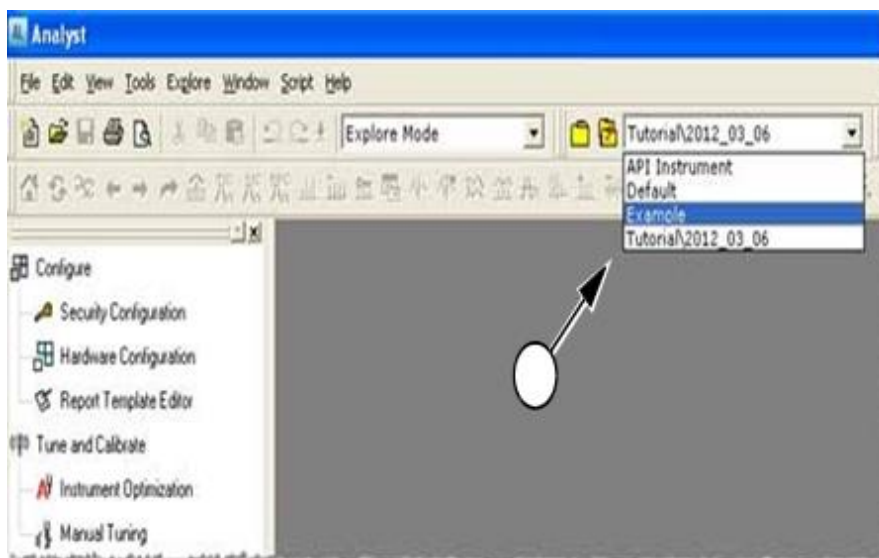 Analyst
File Edit View Tools Explore Window Script Help
Explore Mode
Tutorial\2012_03_06
API Instrument
Default
Example
Tutorial\2012_03_06
Configure
Security Configuration
Hardware Configuration
Report Template Editor
Tune and Calibrate
Instrument Optimization
Manual Tuning